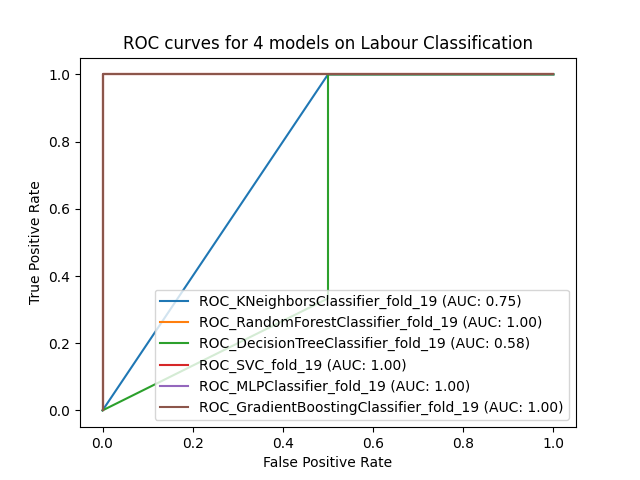 ROC curves for 4 models on Labour Classification
True Positive Rate
1.0
0.8
0.6
0.4
0.2
0.0
ROC_KNeighborsClassifier_fold_19 (AUC: 0.75)
ROC_RandomForestClassifier_fold_19 (AUC: 1.00)
ROC_DecisionTreeClassifier_fold_19 (AUC: 0.58)
ROC_SVC_fold_19 (AUC: 1.00)
ROC_MLPClassifier_fold_19 (AUC: 1.00)
ROC_GradientBoostingClassifier_fold_19 (AUC: 1.00)
0.0 0.2 0.4 0.6 0.8 1.0
False Positive Rate